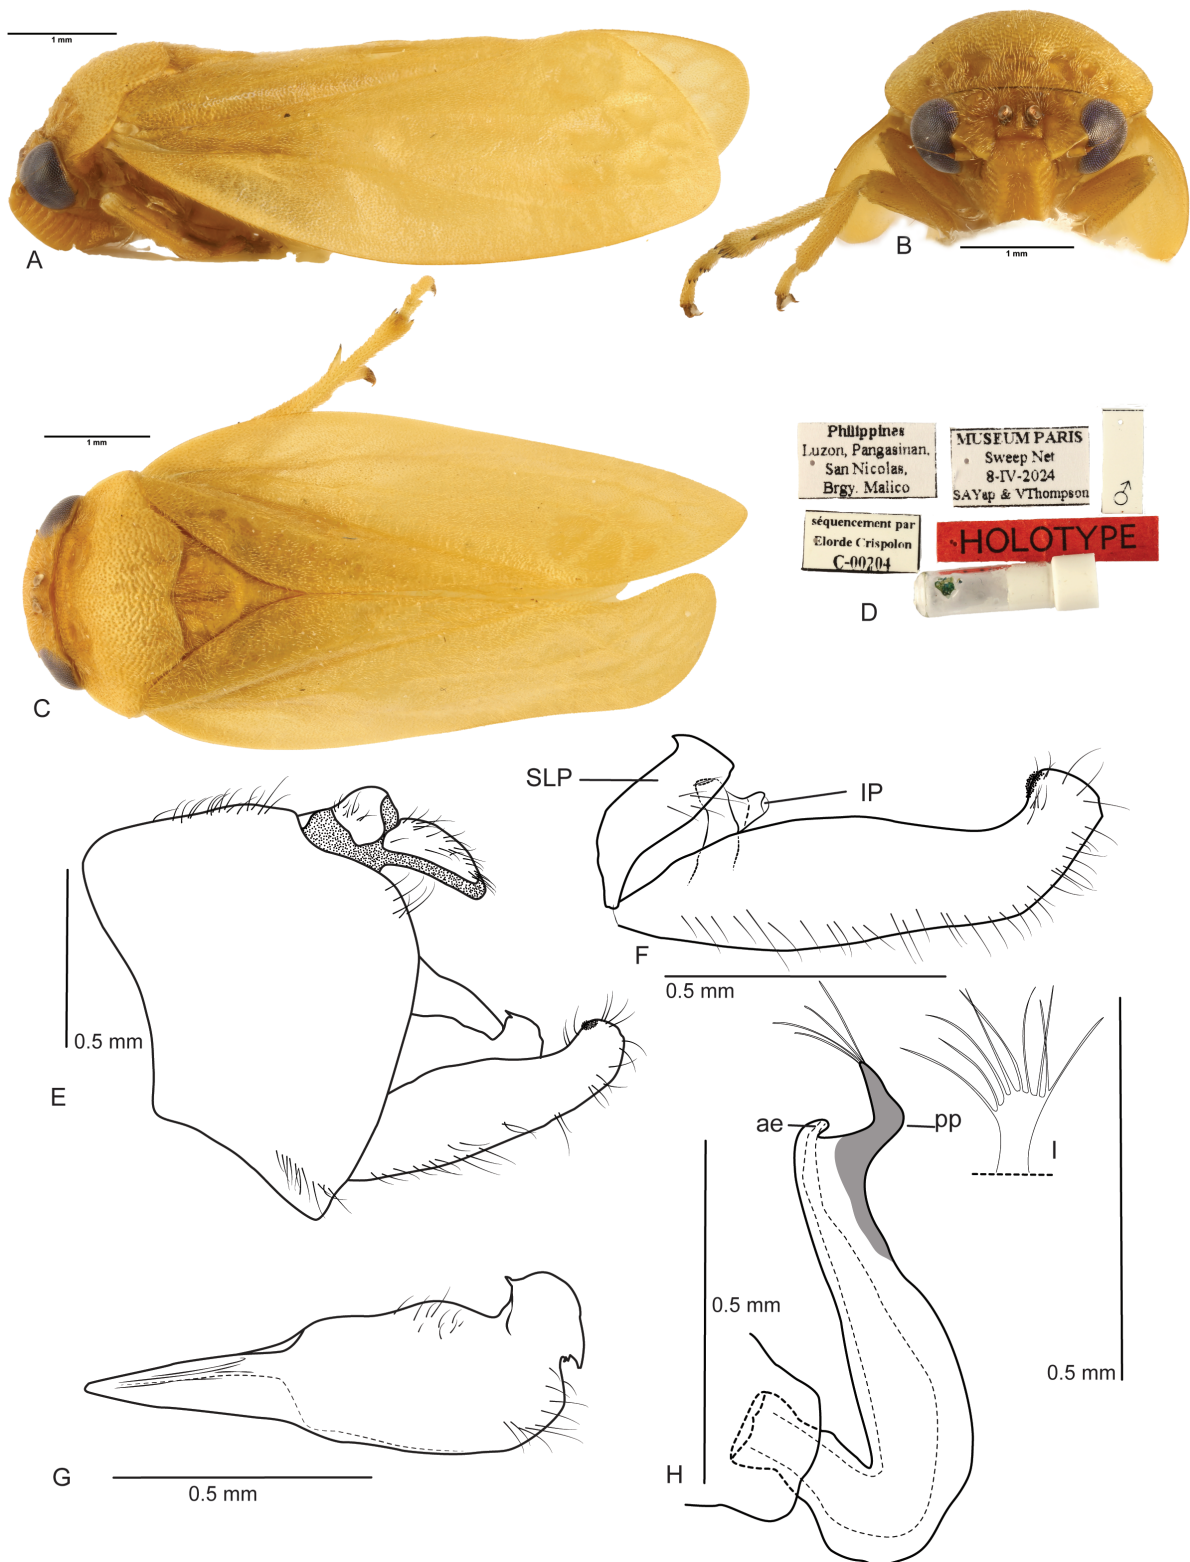 1 mm
A
B
1 mm
1 mm
C
Philippines
Luzon, Pangasinan,
San Nicolas,
Brgy. Malico
MUSEUM PARIS
Sweep Net
8-IV-2024
SAYap & VThompson
♂
séquencement par
Elorde Crispolon
C-00204
HOLOTYPE
D
SLP
IP
F
0.5 mm
0.5 mm
E
ae
pp
I
0.5 mm
0.5 mm
G
0.5 mm
H